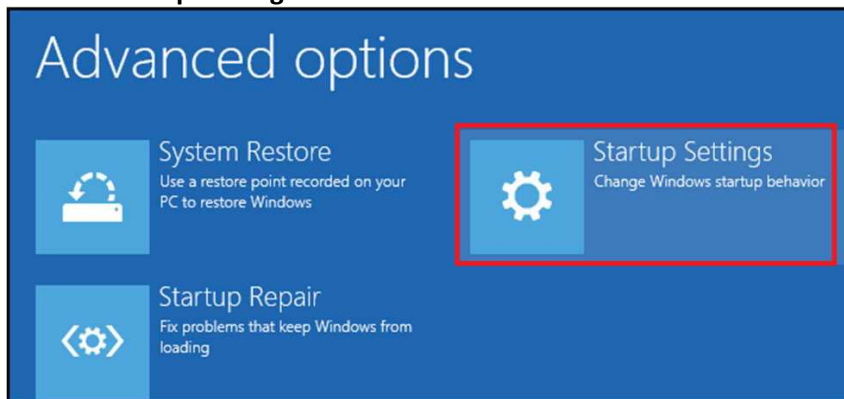 Advanced options
System Restore
Use a restore point recorded on your
PC to restore Windows
Startup Settings
Change Windows startup behavior
Startup Repair
Fix problems that keep Windows from
loading